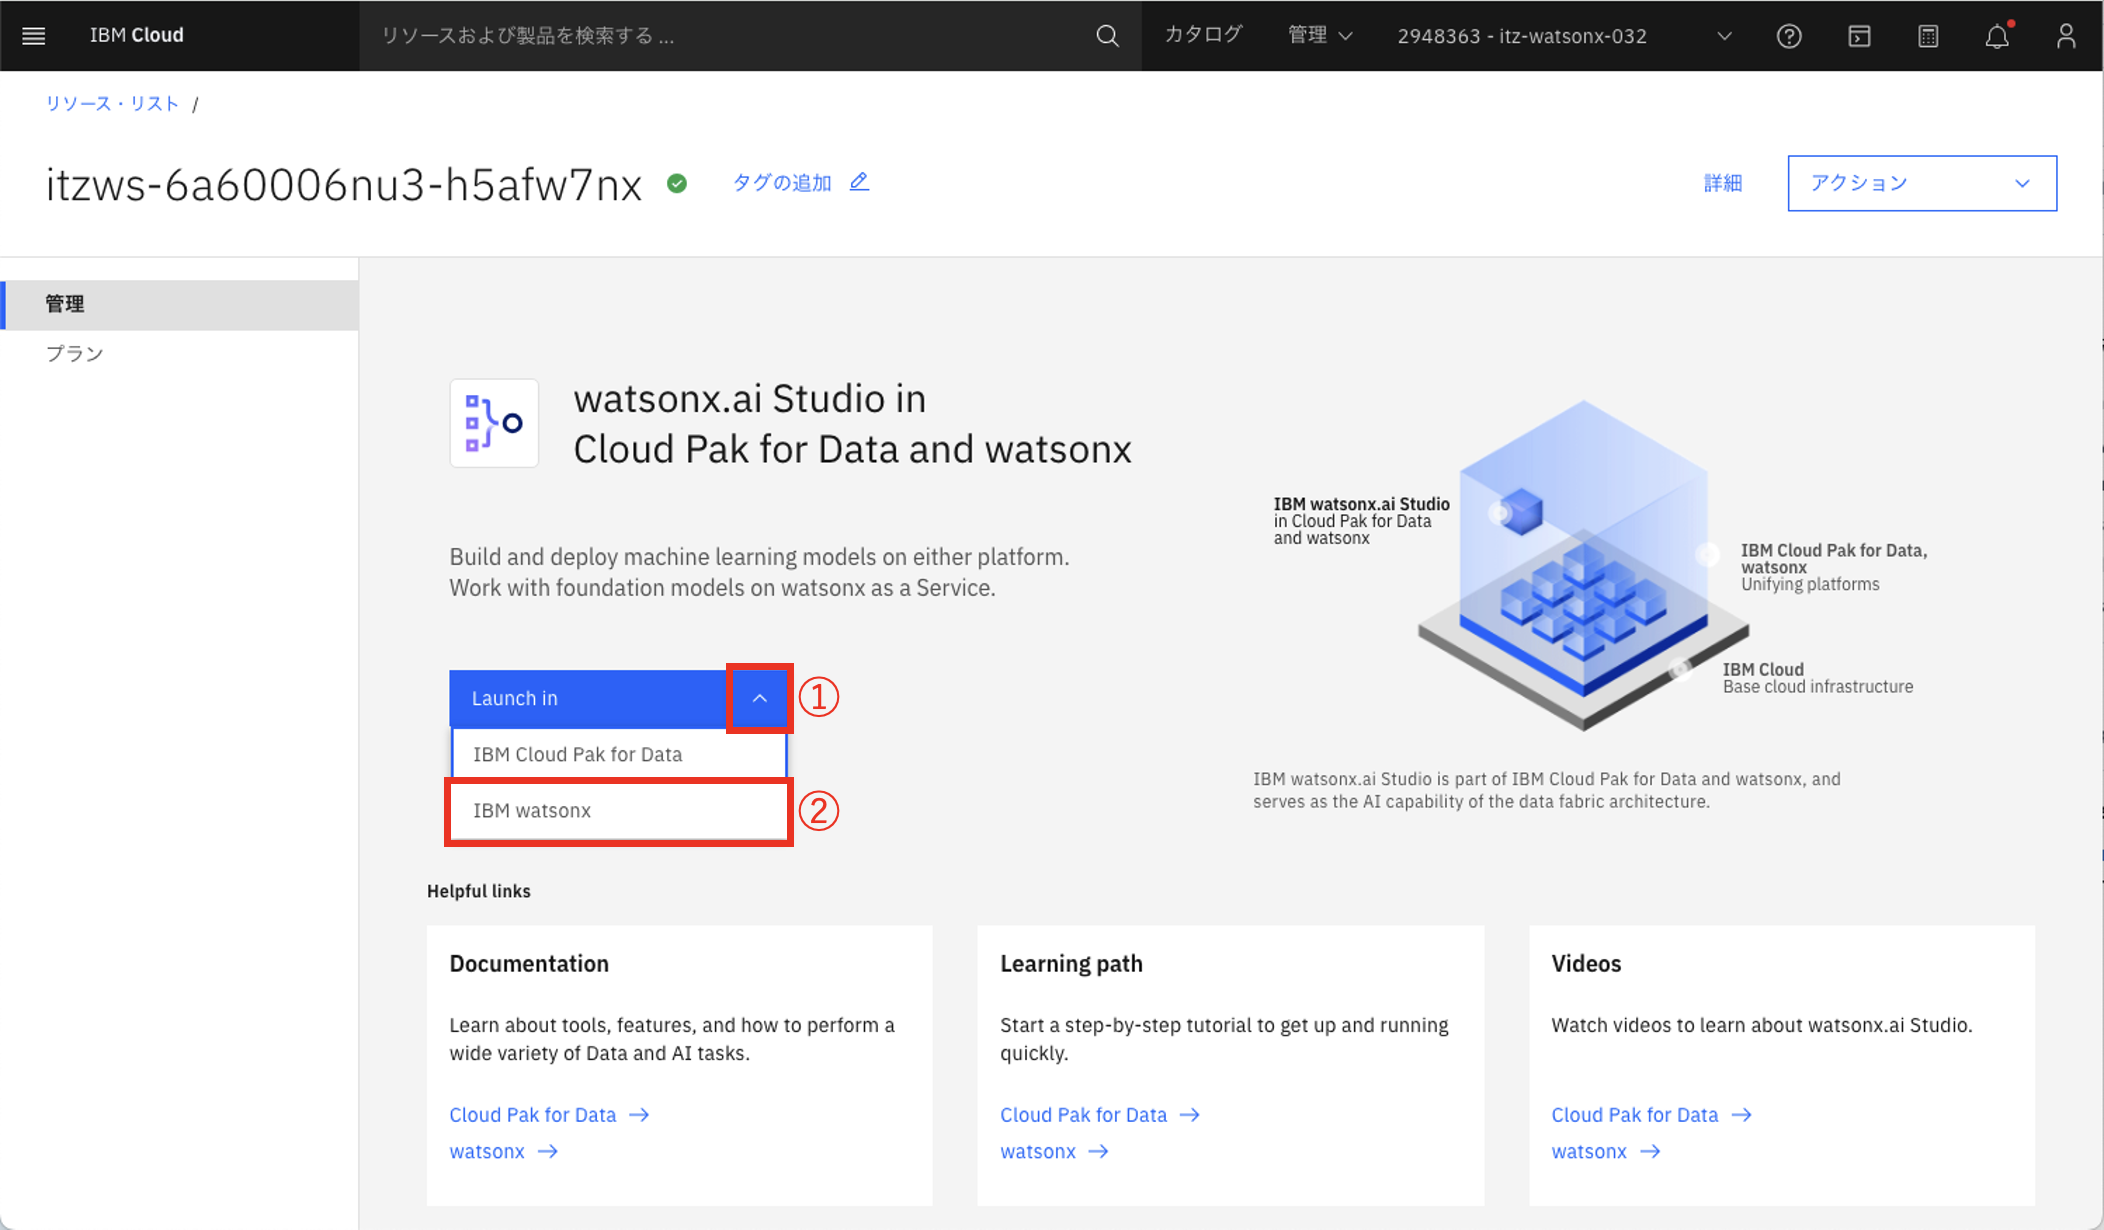 IBM Cloud
リソースおよび製品を検索する ...
カタログ
管理
2948363 - itz-watsonx-032
リソース・リスト /
itzws-6a60006nu3-h5afw7nx
タグの追加
詳細
アクション
管理
プラン
watsonx.ai Studio in
Cloud Pak for Data and watsonx
Build and deploy machine learning models on either platform.
Work with foundation models on watsonx as a Service.
Launch in
①
IBM Cloud Pak for Data
IBM watsonx
②
IBM watsonx.ai Studio
in Cloud Pak for Data
and watsonx
IBM Cloud Pak for Data,
watsonx
Unifying platforms
IBM Cloud
Base cloud infrastructure
IBM watsonx.ai Studio is part of IBM Cloud Pak for Data and watsonx, and
serves as the AI capability of the data fabric architecture.
Helpful links
Documentation
Learn about tools, features, and how to perform a
wide variety of Data and AI tasks.
Cloud Pak for Data →
watsonx →
Learning path
Start a step-by-step tutorial to get up and running
quickly.
Cloud Pak for Data →
watsonx →
Videos
Watch videos to learn about watsonx.ai Studio.
Cloud Pak for Data →
watsonx →